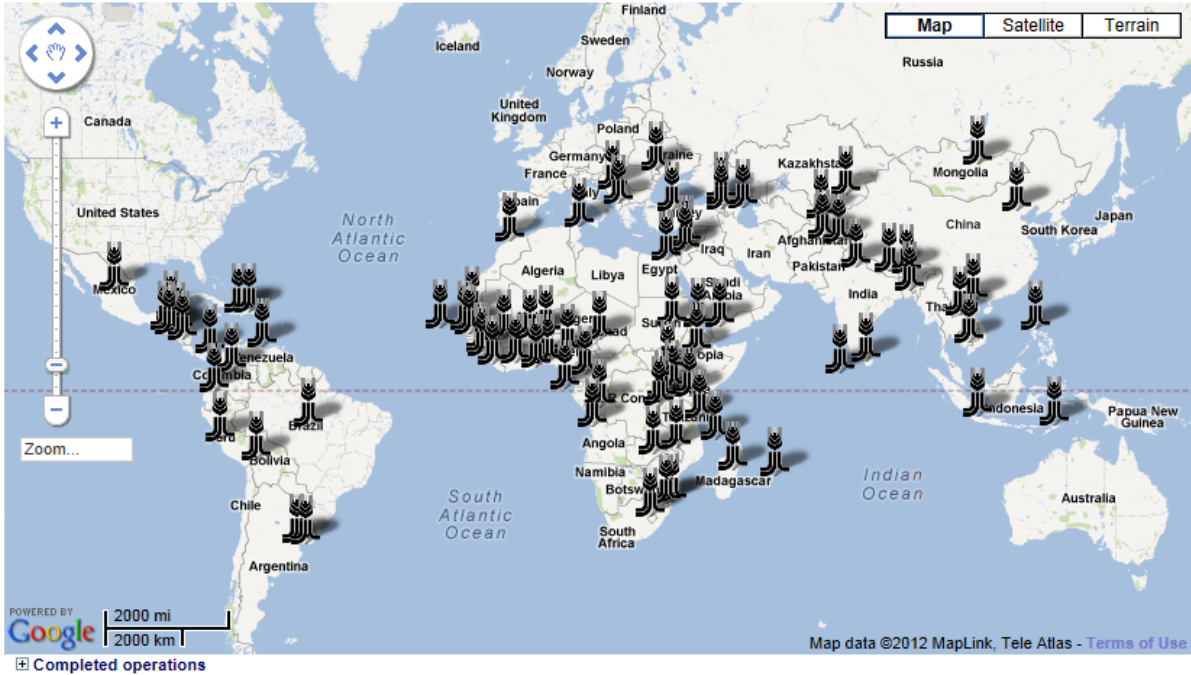 Finland
Map Satellite Terrain
Iceland
Sweden
Norway
Russia
United
Kingdom
Canada
Poland
Germany
France
Kazakhsta
Mongolia
United States
China
Japan
South Korea
North
Atlantic
Ocean
Iraq
Iran
Afghanistan
Pakistan
Algeria
Libya
Egypt
India
Mexico
Venezuela
Colombia
R Con
Indonesia
Papua New
Guinea
Brazil
Angola
Zoom...
Bolivia
Namibia
Botsw
Madagascar
Indian
Ocean
South
Atlantic
Ocean
Chile
Australia
South
Africa
Argentina
POWERED BY
Google
2000 mi
2000 km
Map data ©2012 MapLink, Tele Atlas - Terms of Use
Completed operations